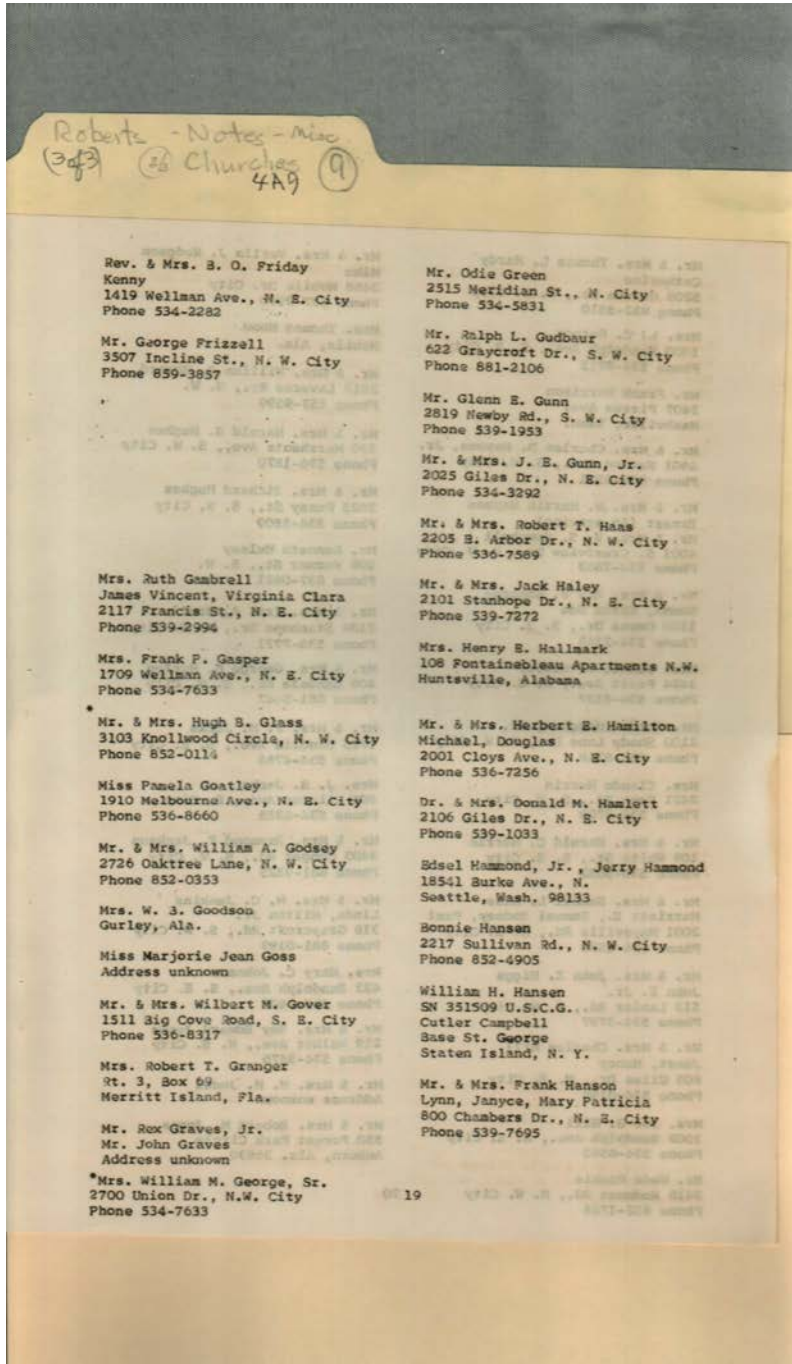 Roberts - Notes - Misc
(3 of 3) Churches 9
4A9
Rev. & Mrs. B. O. Friday
Kenny
1419 Wellman Ave., N. E. City
Phone 534-2282
Mr. George Frizzell
3507 Incline St., N. W. City
Phone 859-3857
Mrs. Ruth Gambrell
James Vincent, Virginia Clara
2117 Francis St., N. E. City
Phone 539-2994
Mrs. Frank P. Gasper
1709 Wellman Ave., N. E. City
Phone 534-7633
*
Mr. & Mrs. Hugh B. Glass
3103 Knollwood Circle, N. W. City
Phone 852-0114
Miss Pamela Goatley
1910 Melbourne Ave., N. E. City
Phone 536-8660
Mr. & Mrs. William A. Godsey
2726 Oaktree Lane, N. W. City
Phone 852-0353
Mrs. W. B. Goodson
Gurley, Ala.
Miss Marjorie Jean Goss
Address unknown
Mr. & Mrs. Wilbert M. Gover
1511 Big Cove Road, S. E. City
Phone 536-8317
Mrs. Robert T. Granger
Rt. 3, Box 69
Merritt Island, Fla.
Mr. Rex Graves, Jr.
Mr. John Graves
Address unknown
*Mrs. William M. George, Sr.
2700 Union Dr., N.W. City
Phone 534-7633
Mr. Odie Green
2515 Meridian St., N. City
Phone 534-5831
Mr. Ralph L. Gudbaur
622 Graycroft Dr., S. W. City
Phone 881-2106
Mr. Glenn E. Gunn
2819 Newby Rd., S. W. City
Phone 539-1953
Mr. & Mrs. J. E. Gunn, Jr.
2025 Giles Dr., N. E. City
Phone 534-3292
Mr. & Mrs. Robert T. Haas
2205 E. Arbor Dr., N. W. City
Phone 536-7589
Mr. & Mrs. Jack Haley
2101 Stanhope Dr., N. E. City
Phone 539-7272
Mrs. Henry E. Hallmark
108 Fontainebleau Apartments N.W.
Huntsville, Alabama
Mr. & Mrs. Herbert E. Hamilton
Michael, Douglas
2001 Cloys Ave., N. E. City
Phone 536-7256
Dr. & Mrs. Donald M. Hamlett
2106 Giles Dr., N. E. City
Phone 539-1033
Edsel Hammond, Jr., Jerry Hammond
18541 Burke Ave., N.
Seattle, Wash. 98133
Bonnie Hansen
2217 Sullivan Rd., N. W. City
Phone 852-4905
William H. Hansen
SN 351509 U.S.C.G.
Cutler Campbell
Base St. George
Staten Island, N. Y.
Mr. & Mrs. Frank Hanson
Lynn, Janyce, Mary Patricia
800 Chambers Dr., N. E. City
Phone 539-7695
19